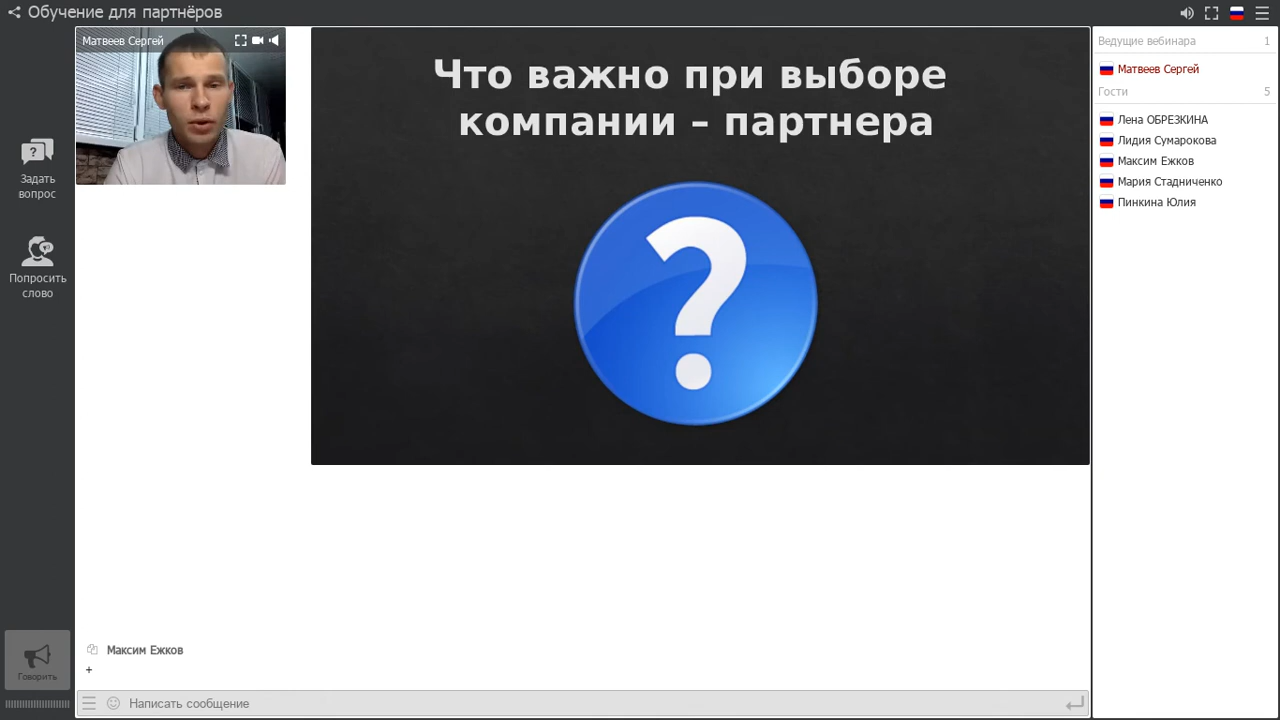 Обучение для партнёров
Матвеев Сергей
Что важно при выборе
компании – партнера
?
Задать
вопрос
Попросить
слово
Говорить
Ведущие вебинара 1
Матвеев Сергей
Гости 5
Лена ОБРЕЗКИНА
Лидия Сумарокова
Максим Ежков
Мария Стадниченко
Пинкина Юлия
Максим Ежков
+
Написать сообщение